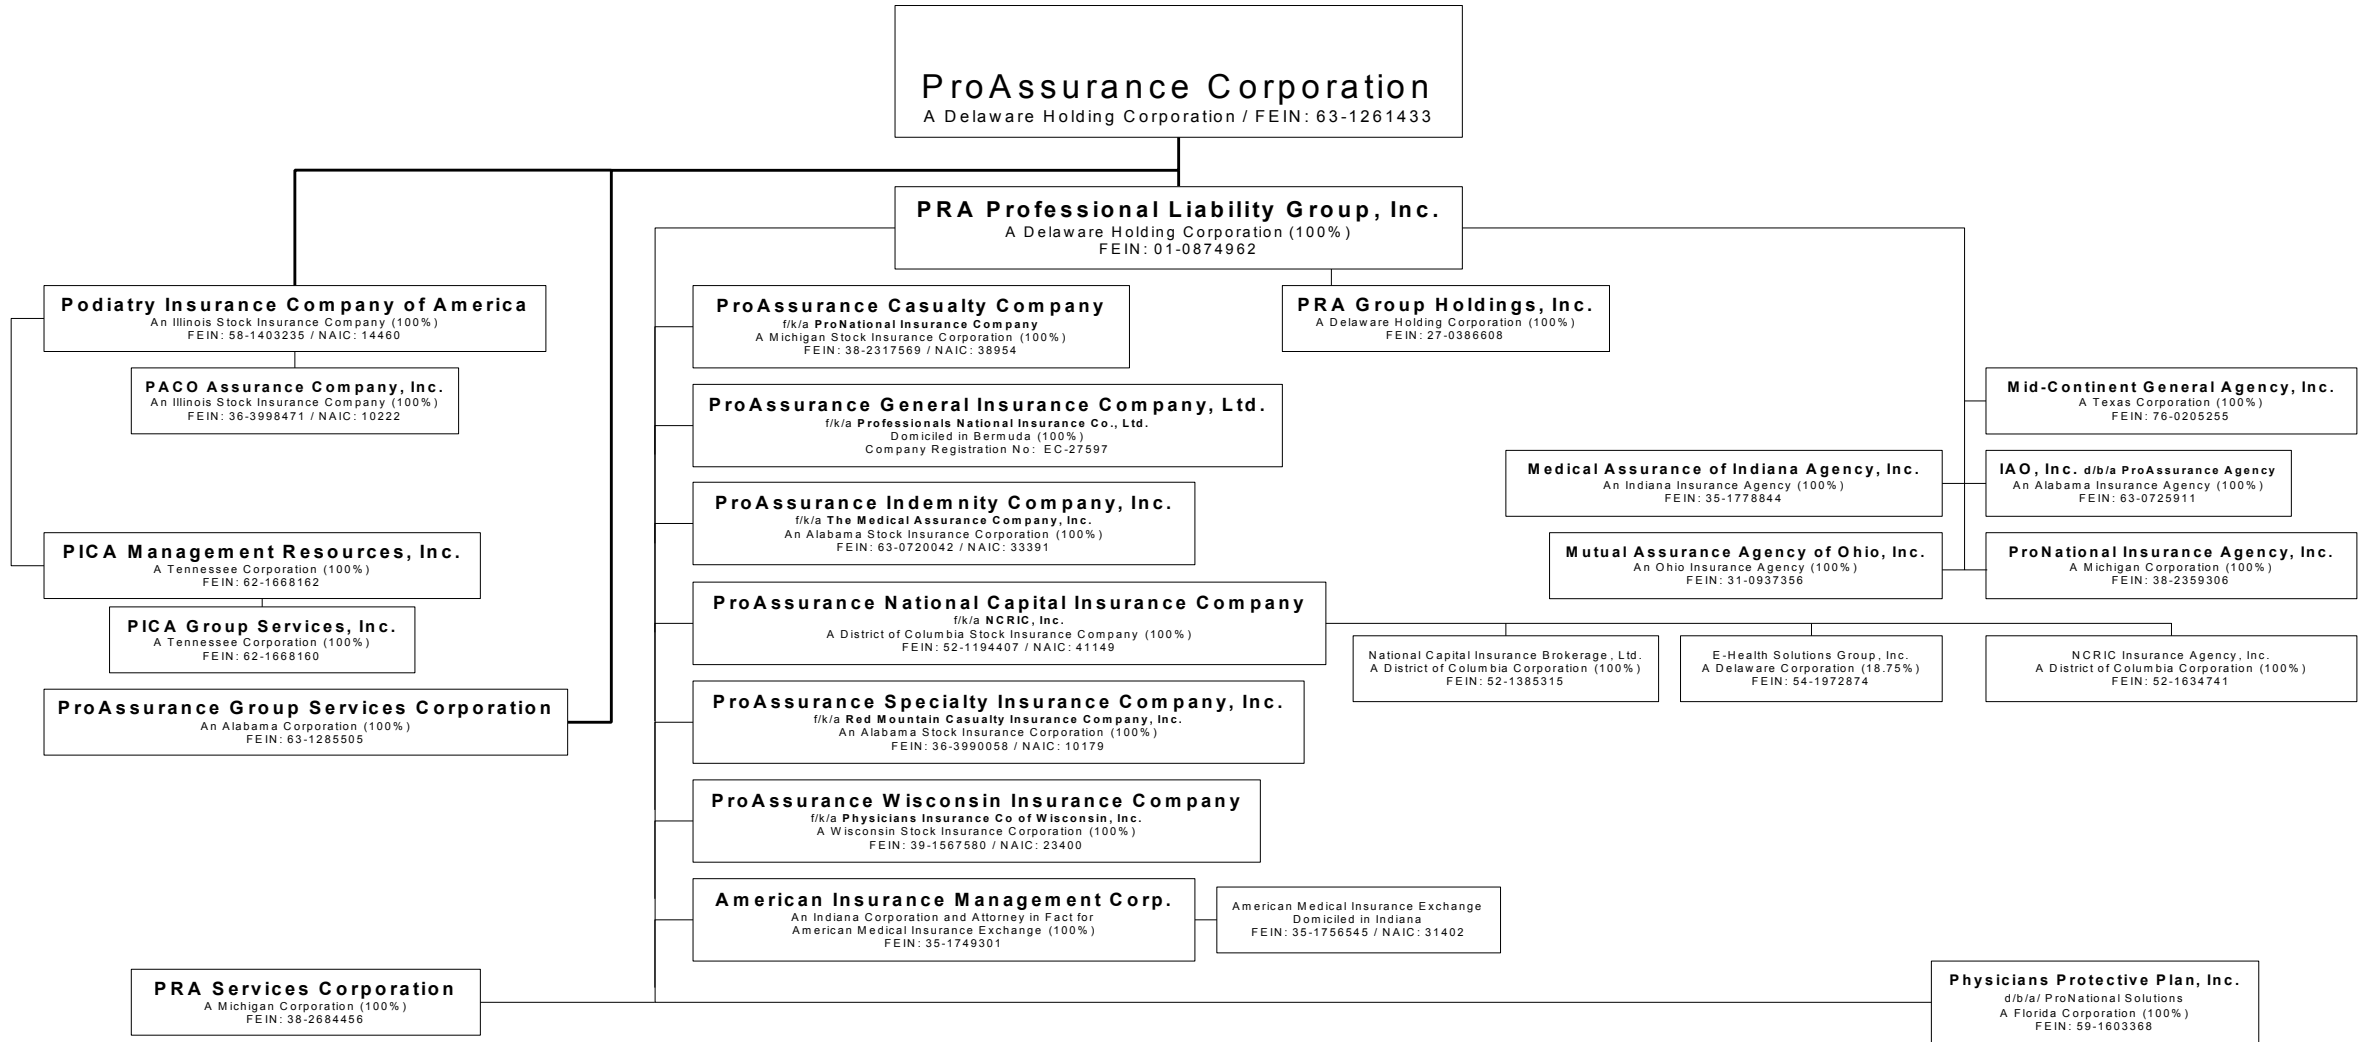 ProAssurance Corporation
A Delaware Holding Corporation / FEIN: 63-1261433
PRA Professional Liability Group, Inc.
A Delaware Holding Corporation (100%)
FEIN: 01-0874962
Podiatry Insurance Company of America
An Illinois Stock Insurance Company (100%)
FEIN: 58-1403235 / NAIC: 14460
PACO Assurance Company, Inc.
An Illinois Stock Insurance Company (100%)
FEIN: 36-3998471 / NAIC: 10222
PICA Management Resources, Inc.
A Tennessee Corporation (100%)
FEIN: 62-1668162
PICA Group Services, Inc.
A Tennessee Corporation (100%)
FEIN: 62-1668160
ProAssurance Group Services Corporation
An Alabama Corporation (100%)
FEIN: 63-1285505
ProAssurance Casualty Company
f/k/a ProNational Insurance Company
A Michigan Stock Insurance Corporation (100%)
FEIN: 38-2317569 / NAIC: 38954
PRA Group Holdings, Inc.
A Delaware Holding Corporation (100%)
FEIN: 27-0386608
ProAssurance General Insurance Company, Ltd.
f/k/a Professionals National Insurance Co., Ltd.
Domiciled in Bermuda (100%)
Company Registration No: EC-27597
ProAssurance Indemnity Company, Inc.
f/k/a The Medical Assurance Company, Inc.
An Alabama Stock Insurance Corporation (100%)
FEIN: 63-0720042 / NAIC: 33391
ProAssurance National Capital Insurance Company
f/k/a NCRIC, Inc.
A District of Columbia Stock Insurance Company (100%)
FEIN: 52-1194407 / NAIC: 41149
ProAssurance Specialty Insurance Company, Inc.
f/k/a Red Mountain Casualty Insurance Company, Inc.
An Alabama Stock Insurance Corporation (100%)
FEIN: 36-3990058 / NAIC: 10179
ProAssurance Wisconsin Insurance Company
f/k/a Physicians Insurance Co of Wisconsin, Inc.
A Wisconsin Stock Insurance Corporation (100%)
FEIN: 39-1567580 / NAIC: 23400
American Insurance Management Corp.
An Indiana Corporation and Attorney in Fact for
American Medical Insurance Exchange (100%)
FEIN: 35-1749301
American Medical Insurance Exchange
Domiciled in Indiana
FEIN: 35-1756545 / NAIC: 31402
Mid-Continent General Agency, Inc.
A Texas Corporation (100%)
FEIN: 76-0205255
Medical Assurance of Indiana Agency, Inc.
An Indiana Insurance Agency (100%)
FEIN: 35-1778844
IAO, Inc. d/b/a ProAssurance Agency
An Alabama Insurance Agency (100%)
FEIN: 63-0725911
Mutual Assurance Agency of Ohio, Inc.
An Ohio Insurance Agency (100%)
FEIN: 31-0937356
ProNational Insurance Agency, Inc.
A Michigan Corporation (100%)
FEIN: 38-2359306
National Capital Insurance Brokerage, Ltd.
A District of Columbia Corporation (100%)
FEIN: 52-1385315
E-Health Solutions Group, Inc.
A Delaware Corporation (18.75%)
FEIN: 54-1972874
NCRIC Insurance Agency, Inc.
A District of Columbia Corporation (100%)
FEIN: 52-1634741
PRA Services Corporation
A Michigan Corporation (100%)
FEIN: 38-2684456
Physicians Protective Plan, Inc.
d/b/a/ ProNational Solutions
A Florida Corporation (100%)
FEIN: 59-1603368